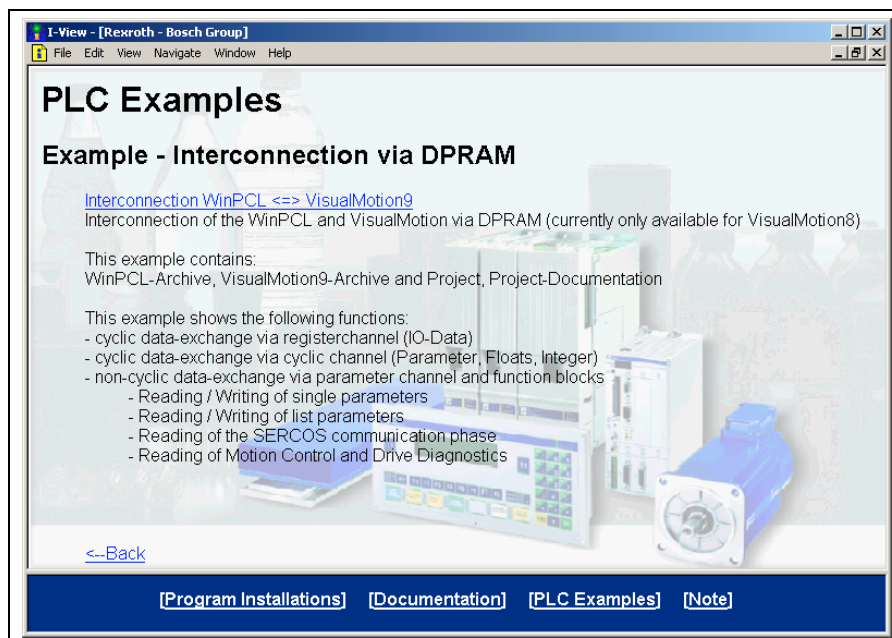 I-View - [Rexroth - Bosch Group]
File Edit View Navigate Window Help
PLC Examples
Example - Interconnection via DPRAM
Interconnection WinPCL <=> VisualMotion9
Interconnection of the WinPCL and VisualMotion via DPRAM (currently only available for VisualMotion8)
This example contains:
WinPCL-Archive, VisualMotion9-Archive and Project, Project-Documentation
This example shows the following functions:
- cyclic data-exchange via registerchannel (IO-Data)
- cyclic data-exchange via cyclic channel (Parameter, Floats, Integer)
- non-cyclic data-exchange via parameter channel and function blocks
- Reading / Writing of single parameters
- Reading / Writing of list parameters
- Reading of the SERCOS communication phase
- Reading of Motion Control and Drive Diagnostics
<--Back
[Program Installations] [Documentation] [PLC Examples] [Note]